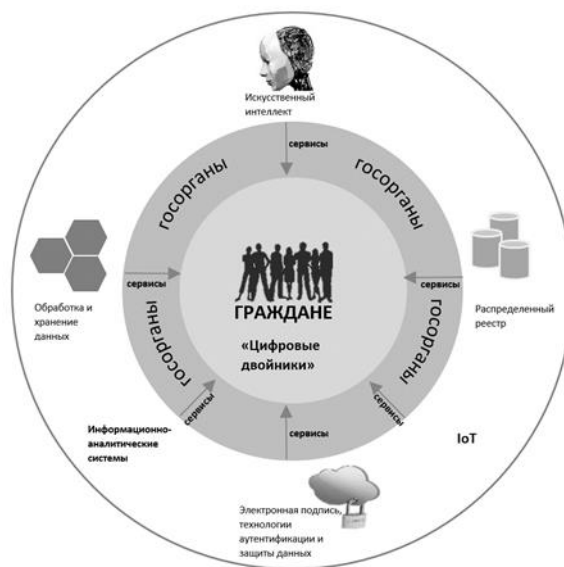 Искусственный
интеллект
сервисы
госорганы
госорганы
сервисы
сервисы
Обработка и
хранение
данных
Распределенный
реестр
ГРАЖДАНЕ
«Цифровые
двойники»
госорганы
госорганы
сервисы
сервисы
сервисы
Информационно-
аналитические
системы
IoT
Электронная подпись,
технологии
аутентификации и
защиты данных